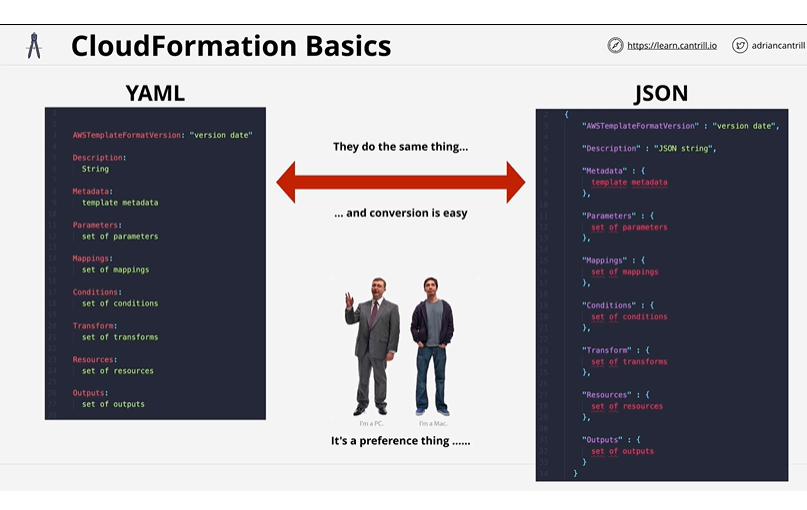 CloudFormation Basics
https://learn.cantrill.io
adriancantrill
YAML
AWSTemplateFormatVersion: "version date"
Description:
String
Metadata:
template metadata
Parameters:
set of parameters
Mappings:
set of mappings
Conditions:
set of conditions
Transform:
set of transforms
Resources:
set of resources
Outputs:
set of outputs
They do the same thing...
... and conversion is easy
I'm a PC.
I'm a Mac.
It's a preference thing ......
JSON
{
"AWSTemplateFormatVersion" : "version date",
"Description" : "JSON string",
"Metadata" : {
template metadata
},
"Parameters" : {
set of parameters
},
"Mappings" : {
set of mappings
},
"Conditions" : {
set of conditions
},
"Transform" : {
set of transforms
},
"Resources" : {
set of resources
},
"Outputs" : {
set of outputs
}
}